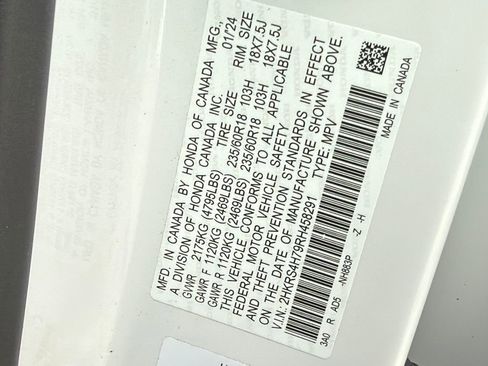 MFD. IN CANADA BY HONDA OF CANADA MFG., 01/24
A DIVISION OF HONDA CANADA INC. TIRE SIZE RIM SIZE
GVWR 2175KG (4795LBS)
GAWR F 1120KG (2469LBS) 235/60R18 103H 18X7.5J
GAWR R 1120KG (2469LBS) 235/60R18 103H 18X7.5J
THIS VEHICLE CONFORMS TO ALL APPLICABLE
FEDERAL MOTOR VEHICLE SAFETY
AND THEFT PREVENTION STANDARDS IN EFFECT
ON THE DATE OF MANUFACTURE SHOWN ABOVE.
V.I.N: 2HKRS4H79RH458291 TYPE: MPV
3A0 R AD5 -NH883P -Z -H
MADE IN CANADA